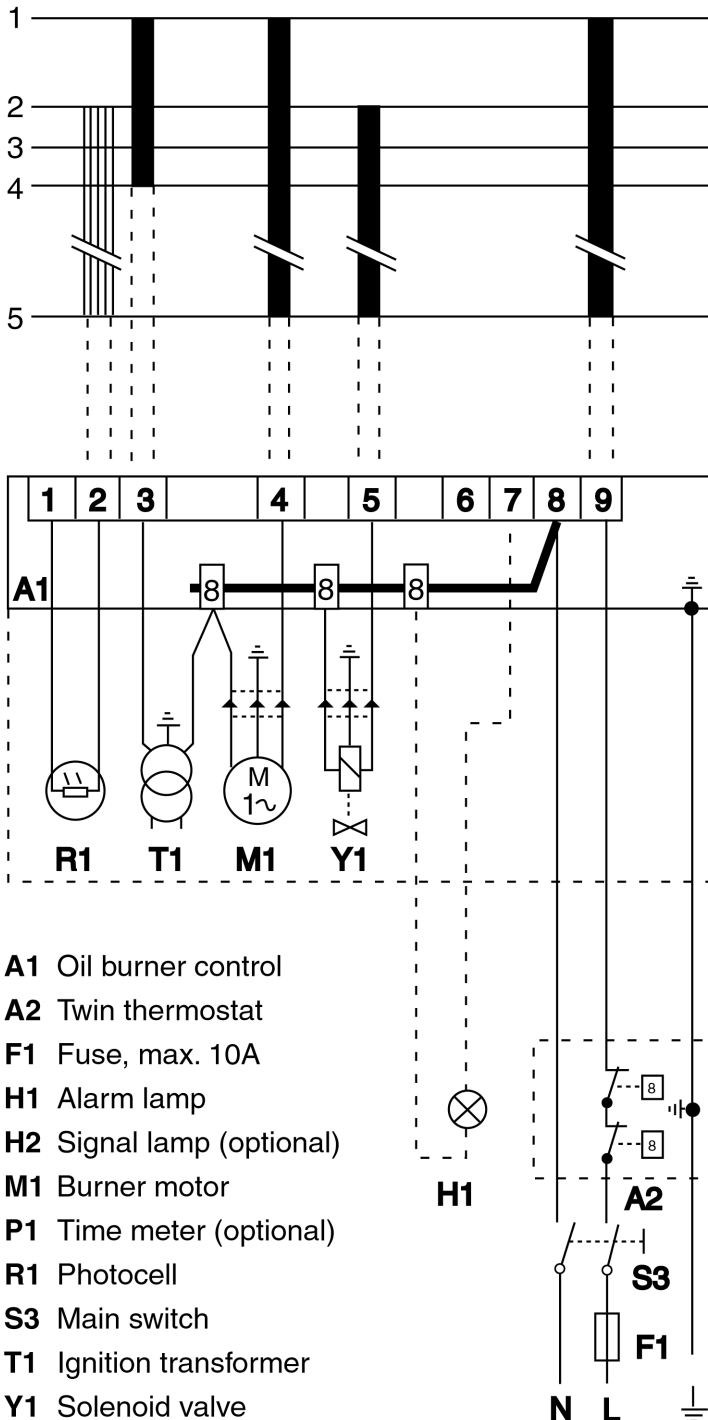 1
2
3
4
5
1 2 3 4 5 6 7 8 9
A1 8 8 8
M
1~
R1 T1 M1 Y1
A1 Oil burner control
A2 Twin thermostat
F1 Fuse, max. 10A
H1 Alarm lamp
H2 Signal lamp (optional)
M1 Burner motor
P1 Time meter (optional)
R1 Photocell
S3 Main switch
T1 Ignition transformer
Y1 Solenoid valve
8
8
H1
A2
S3
F1
N L